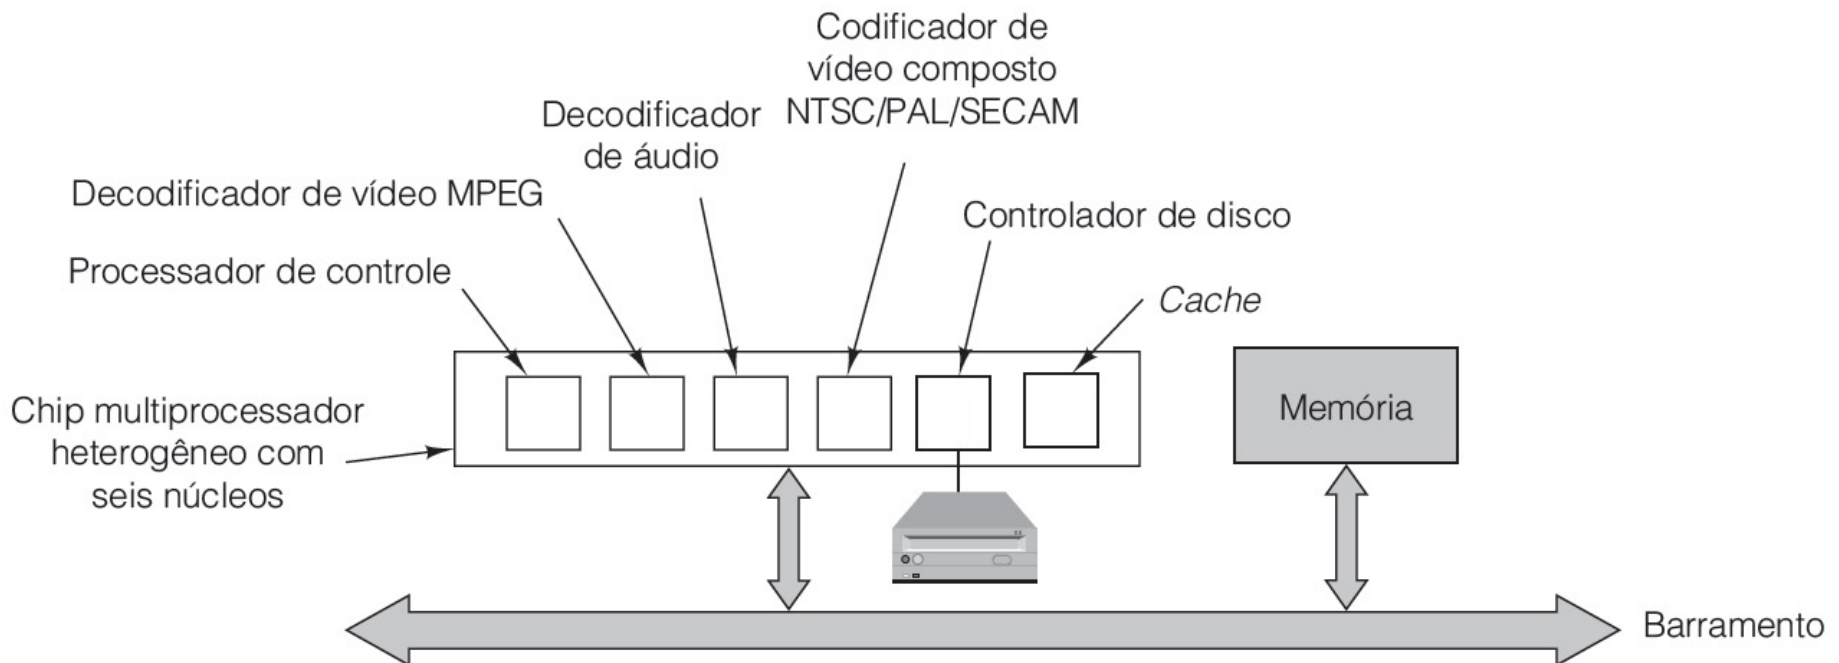 Codificador de
vídeo composto
NTSC/PAL/SECAM
Decodificador
de áudio
Decodificador de vídeo MPEG
Controlador de disco
Processador de controle
Cache
Chip multiprocessador
heterogêneo com
seis núcleos
Memória
Barramento